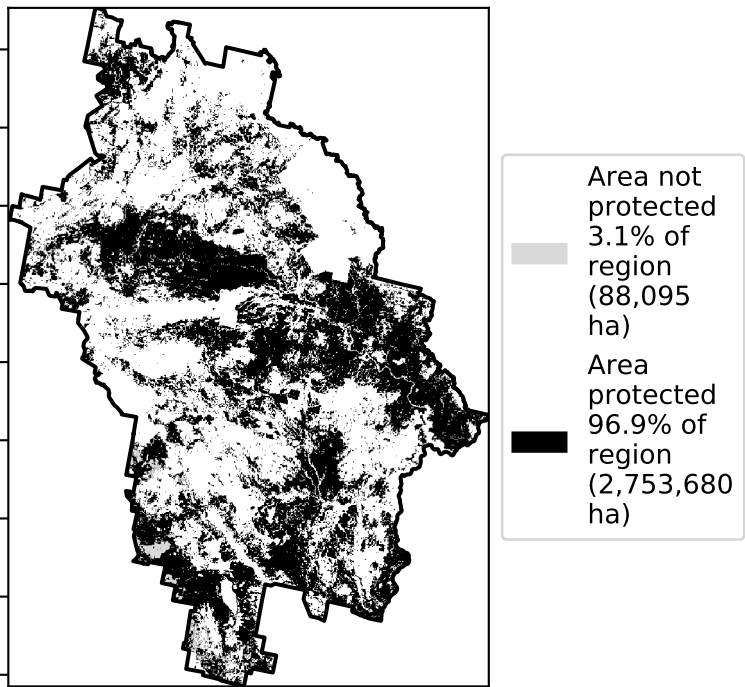 Area not
protected
3.1% of
region
(88,095
ha)
Area
protected
96.9% of
region
(2,753,680
ha)